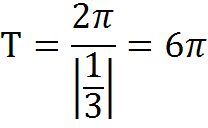 T = 2π / |1/3| = 6π